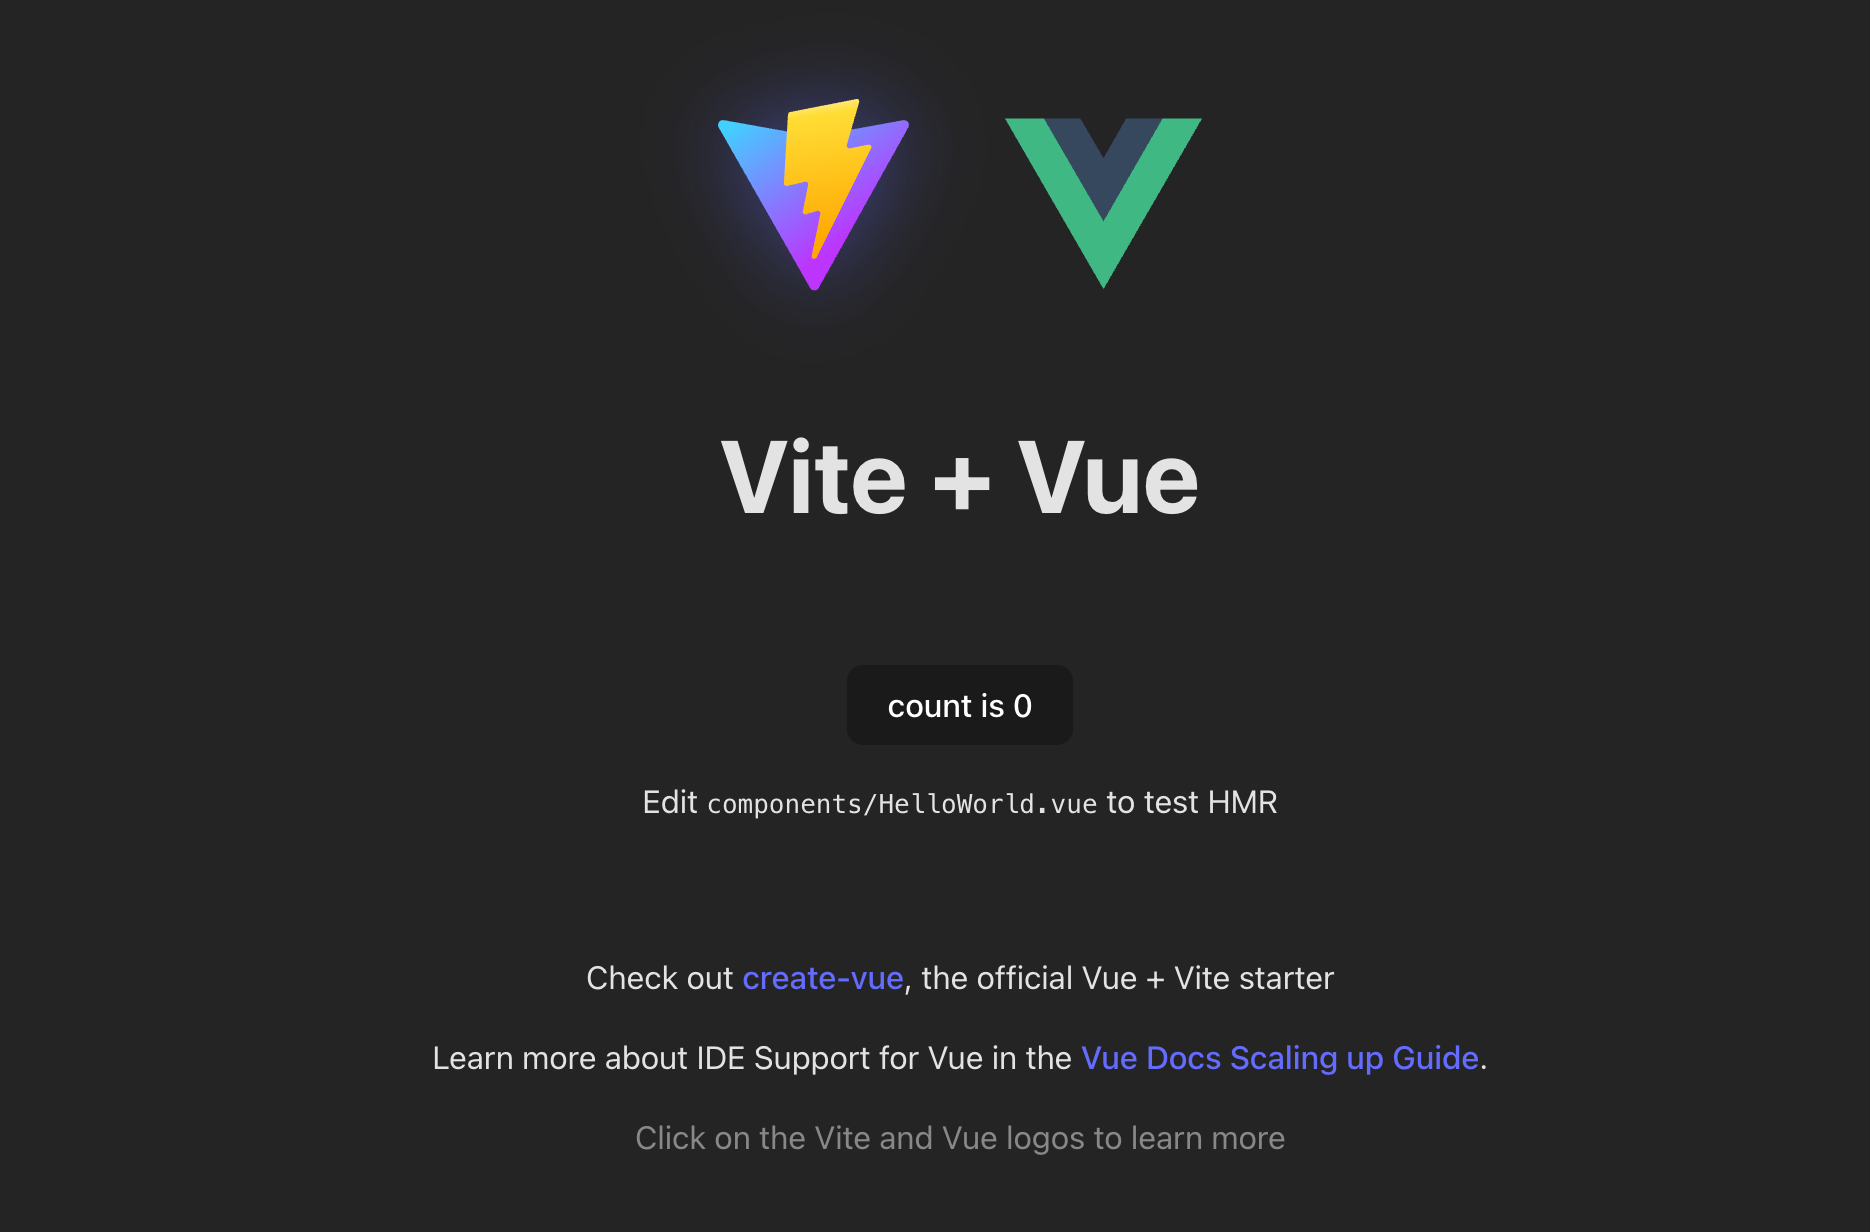 Vite + Vue
count is 0
Edit components/HelloWorld.vue to test HMR
Check out create-vue, the official Vue + Vite starter
Learn more about IDE Support for Vue in the Vue Docs Scaling up Guide.
Click on the Vite and Vue logos to learn more